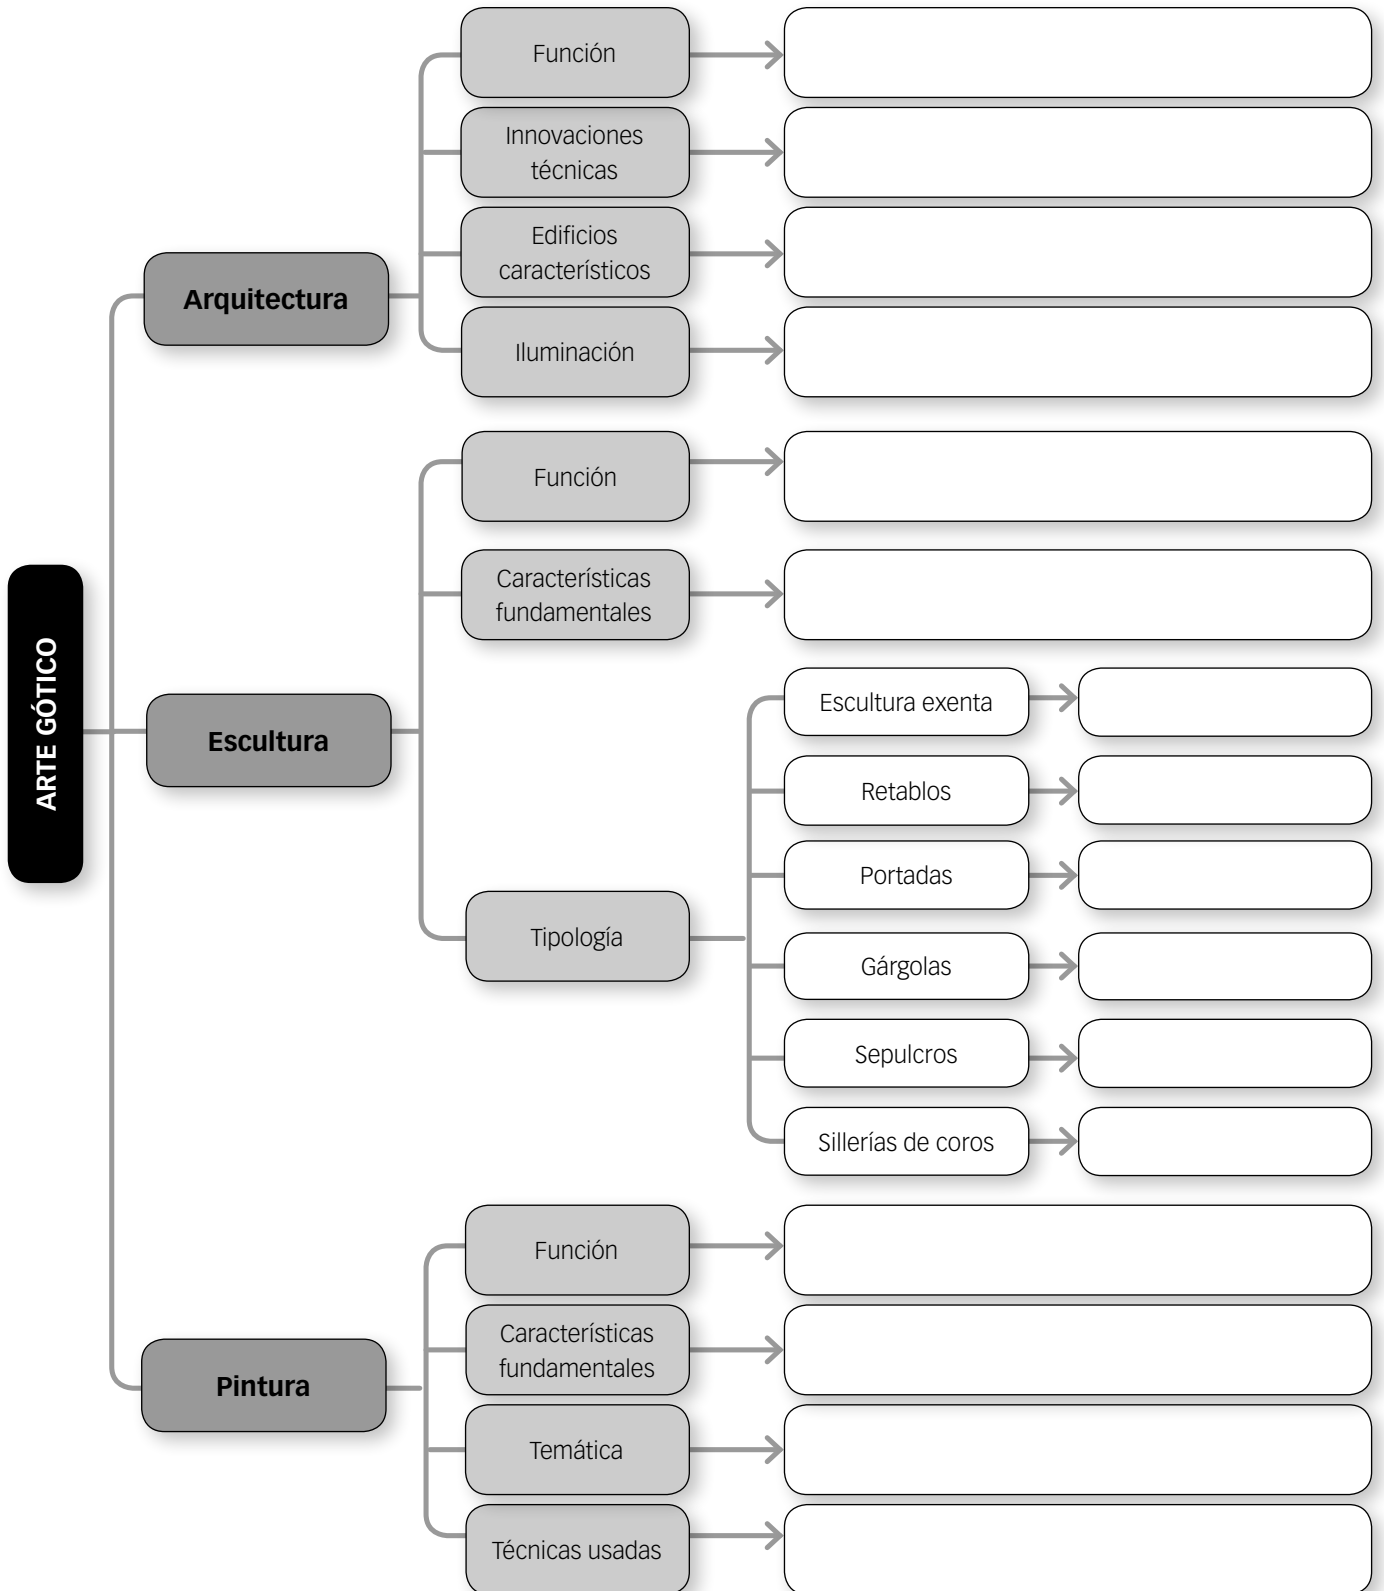 ARTE GÓTICO
Arquitectura
Función
Innovaciones
técnicas
Edificios
característicos
Iluminación
Escultura
Función
Características
fundamentales
Tipología
Escultura exenta
Retablos
Portadas
Gárgolas
Sepulcros
Sillerías de coros
Pintura
Función
Características
fundamentales
Temática
Técnicas usadas